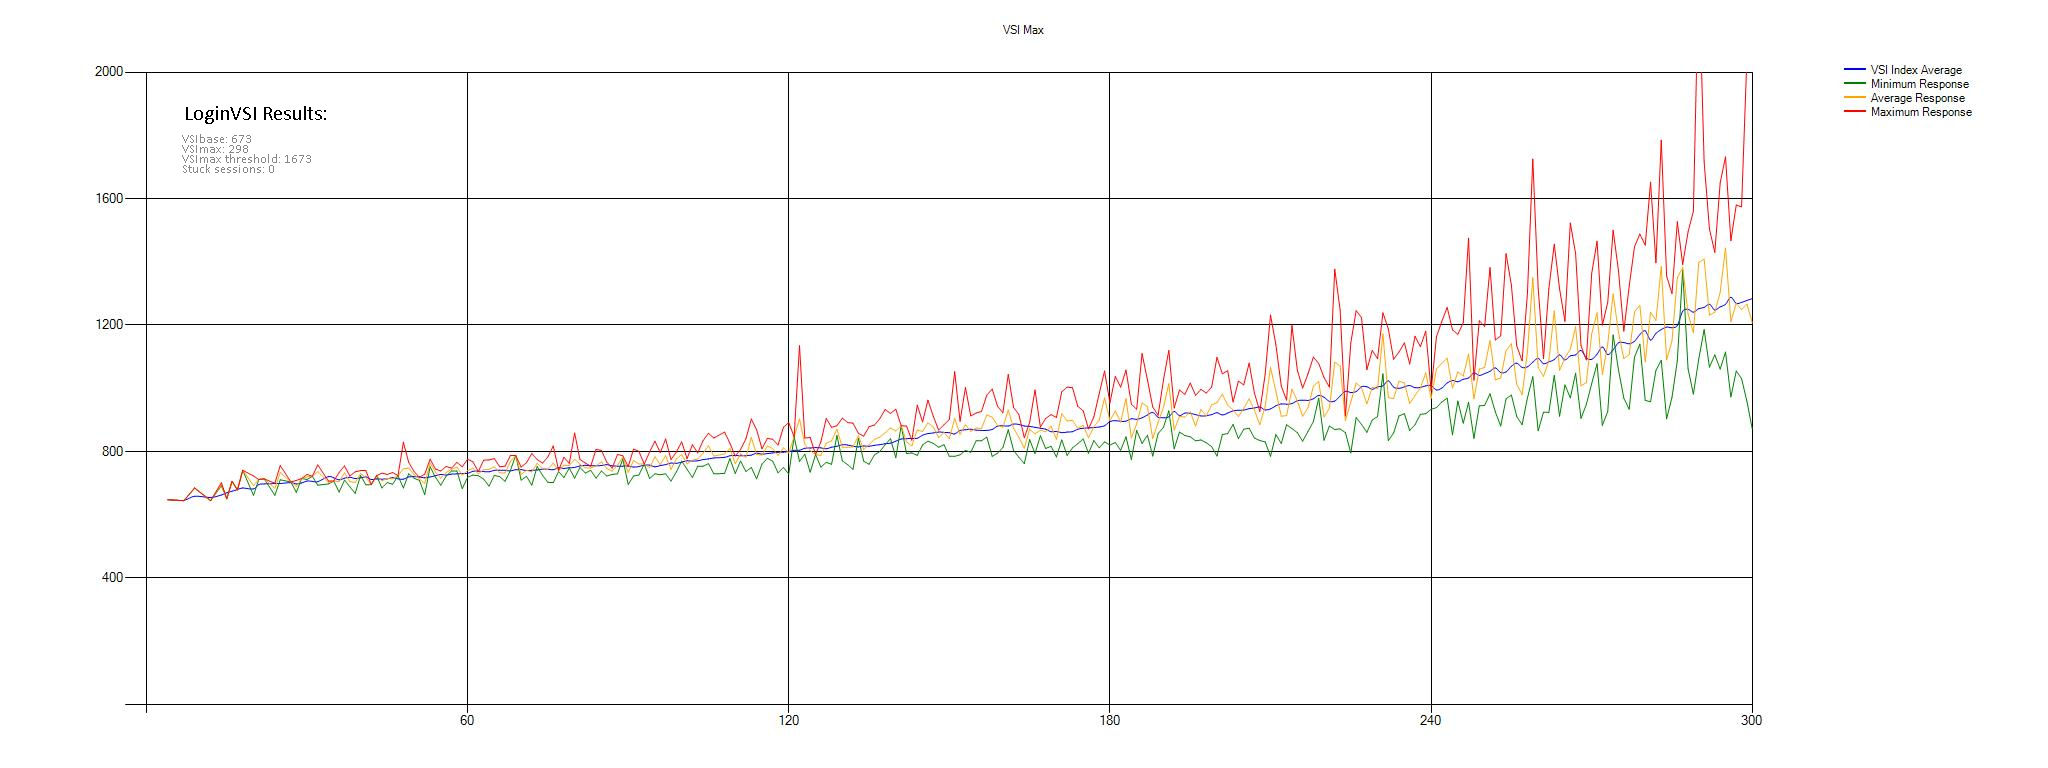 VSI Max
2000
1600
1200
800
400
60
120
180
240
300
LoginVSI Results:
VSIbase: 673
VSImax: 298
VSImax threshold: 1673
Stuck sessions: 0
VSI Index Average
Minimum Response
Average Response
Maximum Response